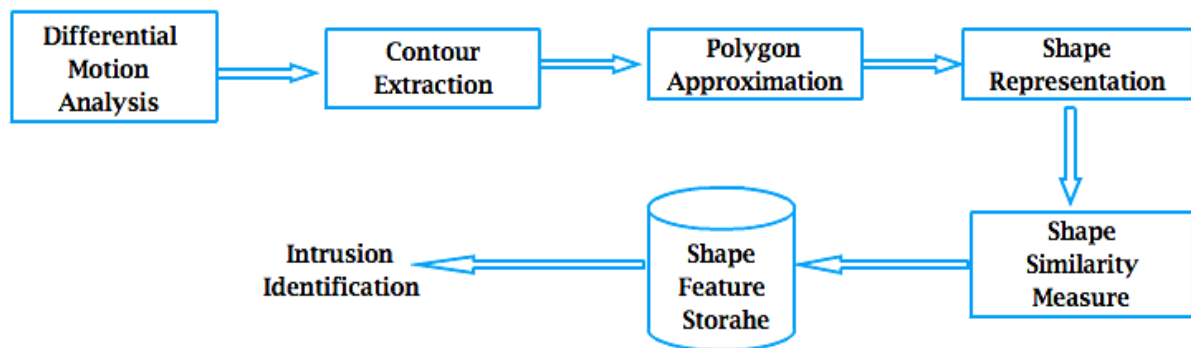 Differential
Motion
Analysis
Contour
Extraction
Polygon
Approximation
Shape
Representation
Shape
Similarity
Measure
Shape
Feature
Storahe
Intrusion
Identification